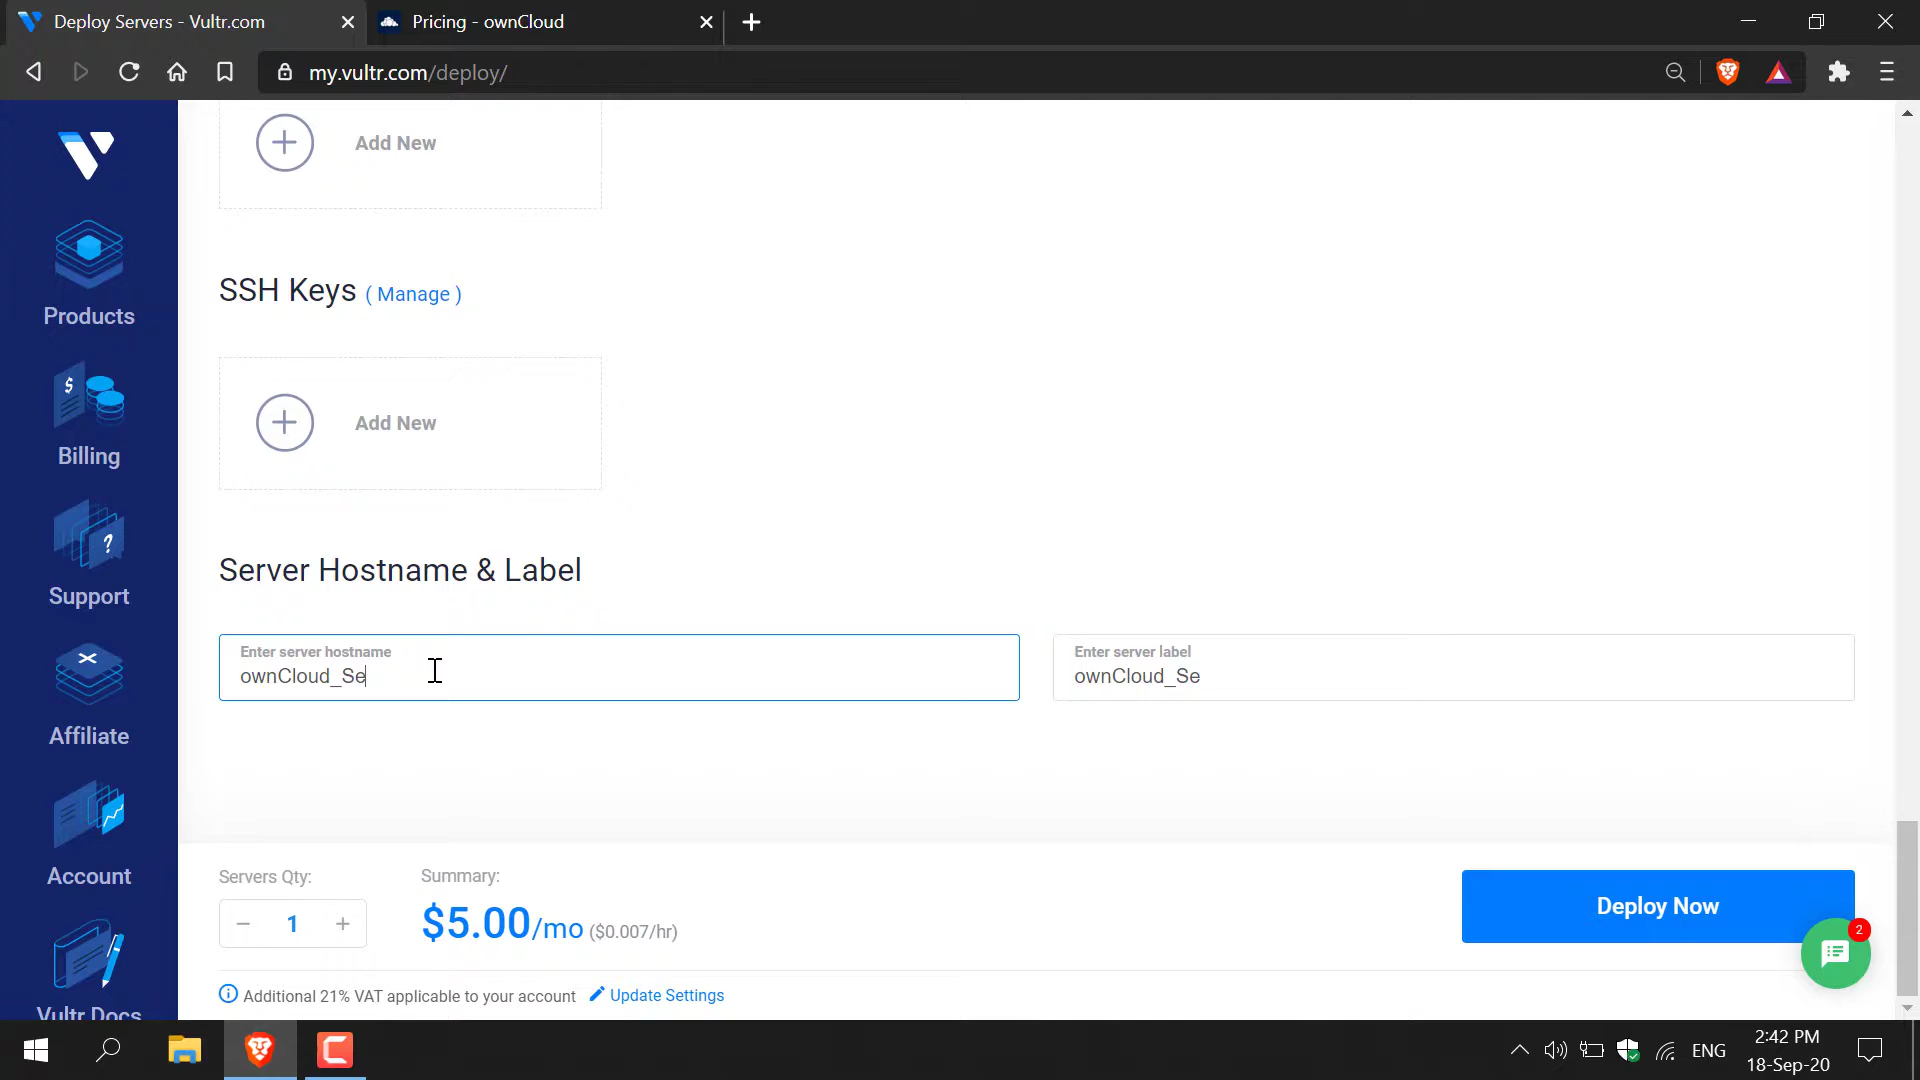 Deploy Servers - Vultr.com
Pricing - ownCloud
my.vultr.com/deploy/
Add New
Products
SSH Keys ( Manage )
$
Add New
Billing
?
Server Hostname & Label
Support
Enter server hostname
ownCloud_Se
Enter server label
ownCloud_Se
Affiliate
Account
Servers Qty:
Summary:
− 1 +
$5.00/mo ($0.007/hr)
Deploy Now
2
Additional 21% VAT applicable to your account
Update Settings
Vultr Docs
ENG
2:42 PM
18-Sep-20